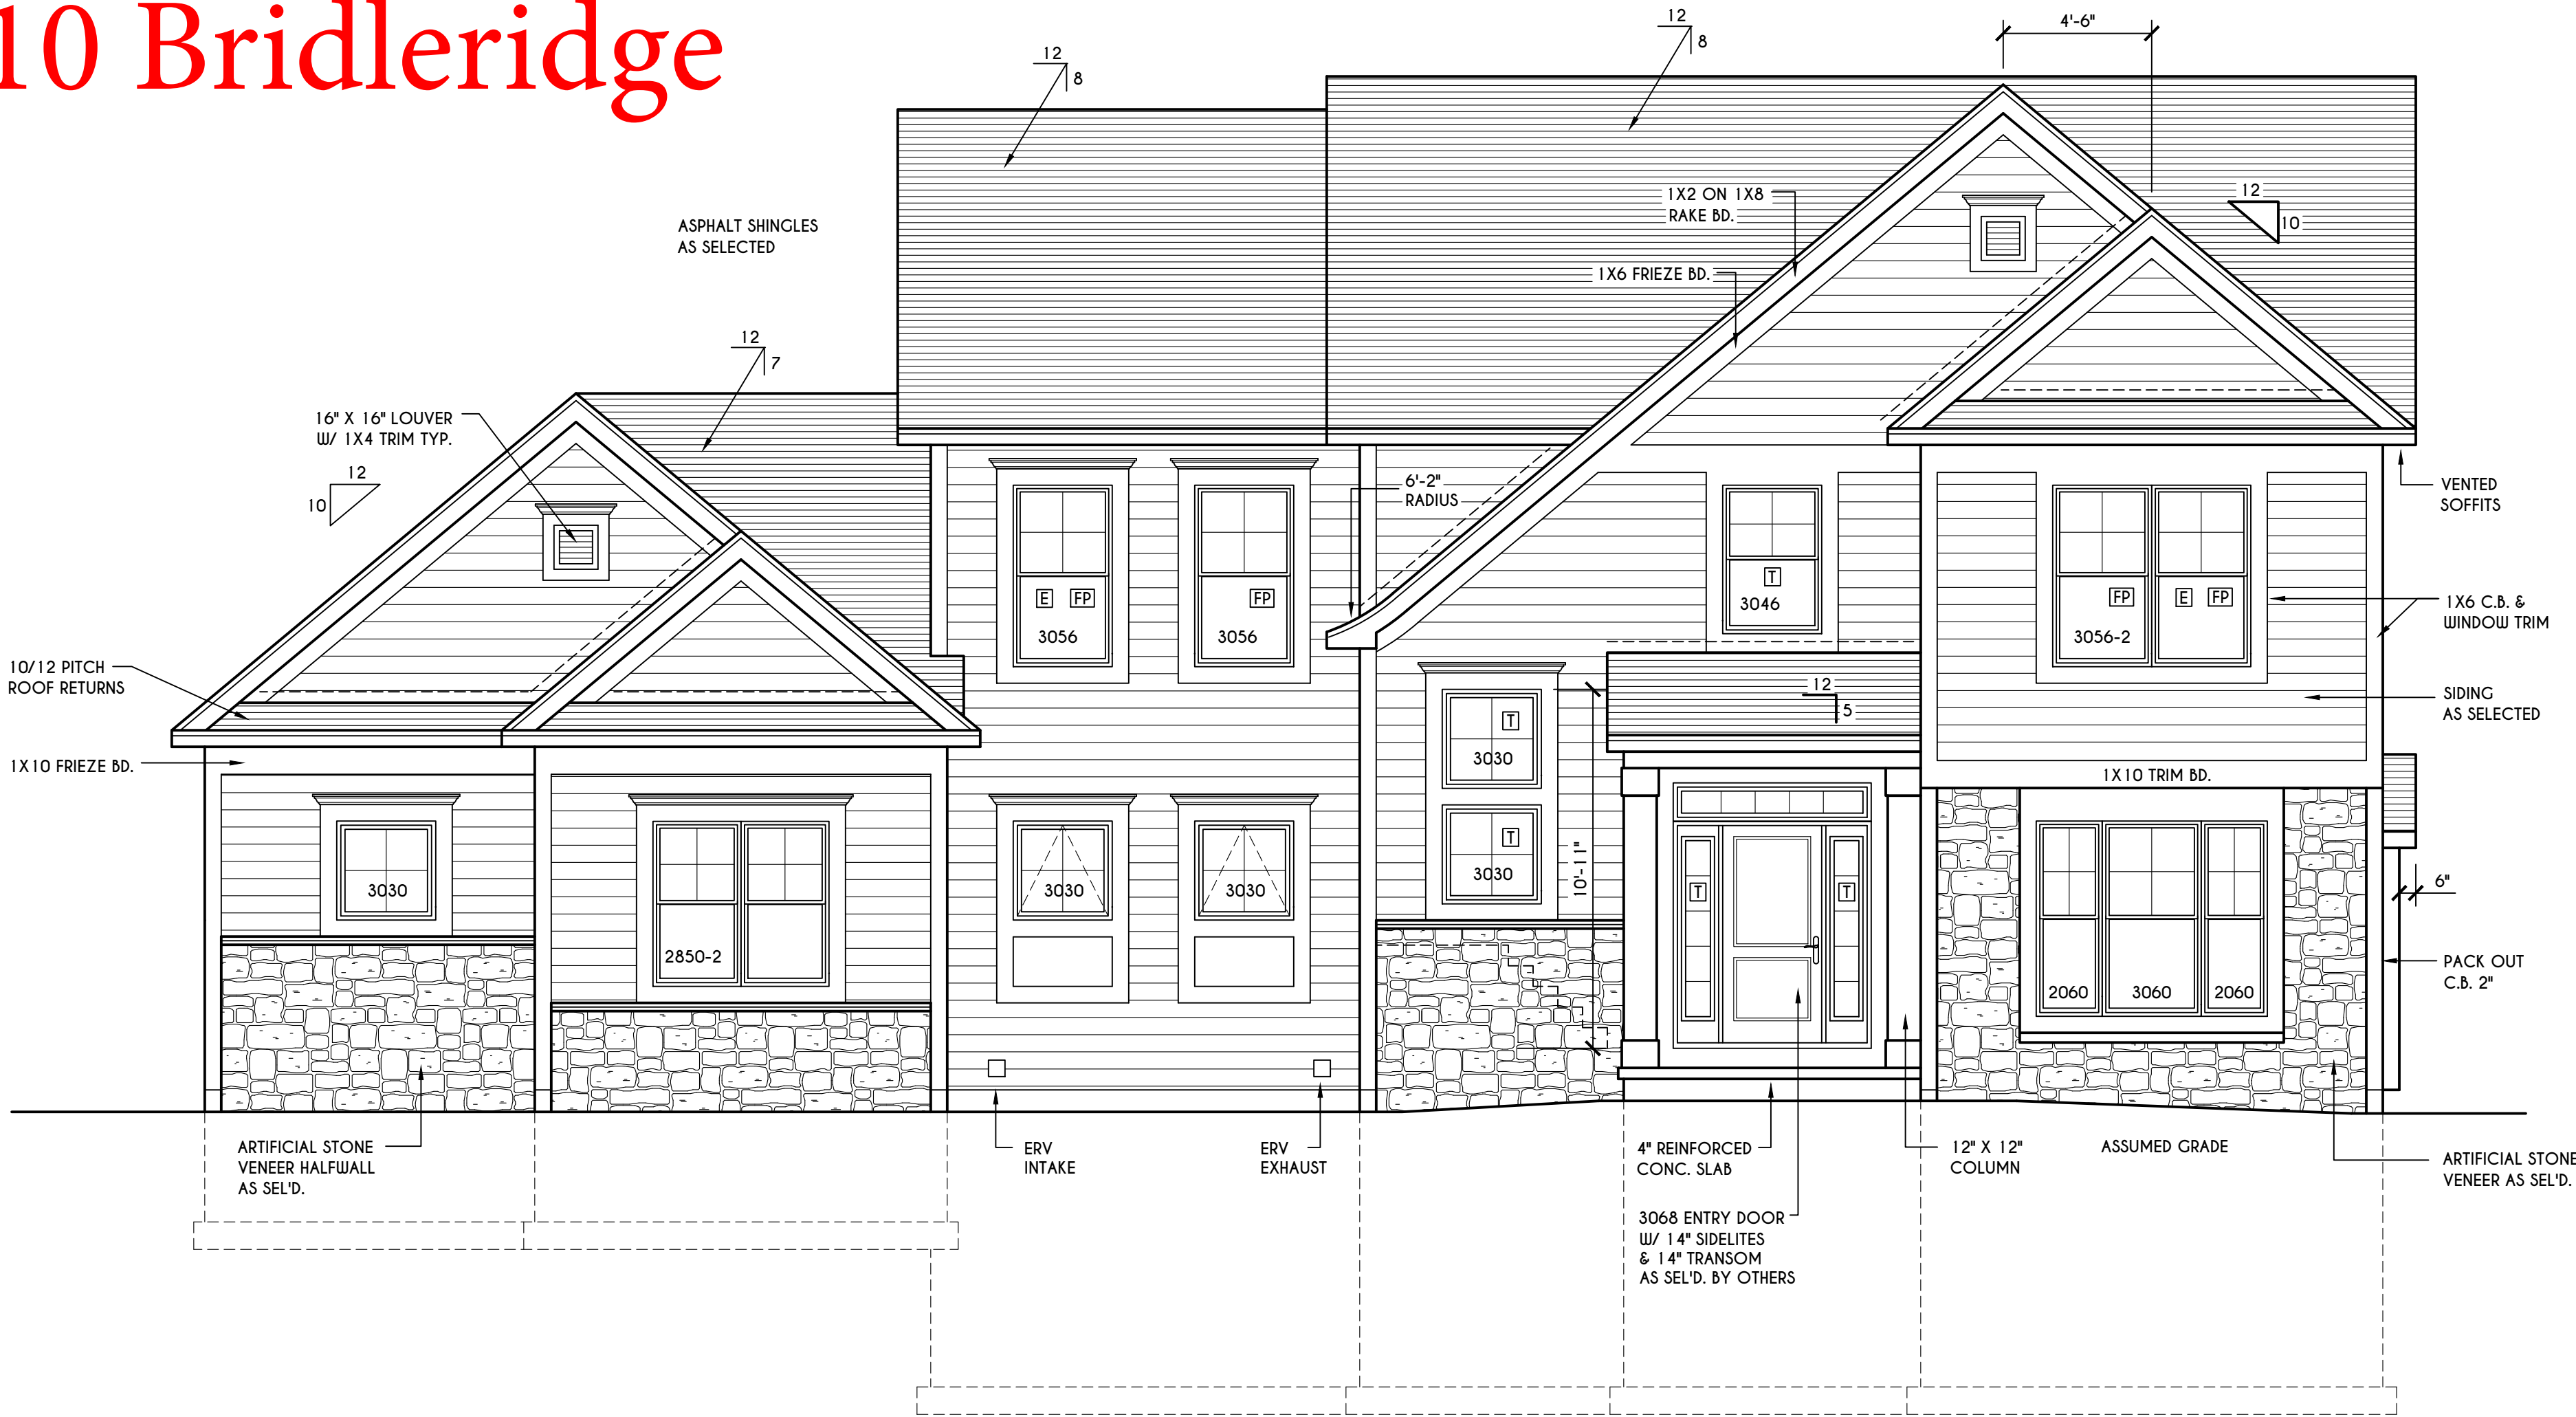 10 Bridleridge
12
8
12
8
4'-6"
ASPHALT SHINGLES
AS SELECTED
1X2 ON 1X8
RAKE BD.
12
10
1X6 FRIEZE BD.
12
7
16" X 16" LOUVER
W/ 1X4 TRIM TYP.
12
10
6'-2"
RADIUS
VENTED
SOFFITS
E FP
3056
FP
3056
T
3046
FP E FP
3056-2
1X6 C.B. &
WINDOW TRIM
10/12 PITCH
ROOF RETURNS
12
5
SIDING
AS SELECTED
T
3030
1X10 FRIEZE BD.
1X10 TRIM BD.
T
3030
10'-11"
3030
3030
3030
T
T
6"
2850-2
2060
3060
2060
PACK OUT
C.B. 2"
ARTIFICIAL STONE
VENEER HALFWALL
AS SEL'D.
ERV
INTAKE
ERV
EXHAUST
4" REINFORCED
CONC. SLAB
12" X 12"
COLUMN
ASSUMED GRADE
ARTIFICIAL STONE
VENEER AS SEL'D.
3068 ENTRY DOOR
W/ 14" SIDELITES
& 14" TRANSOM
AS SEL'D. BY OTHERS